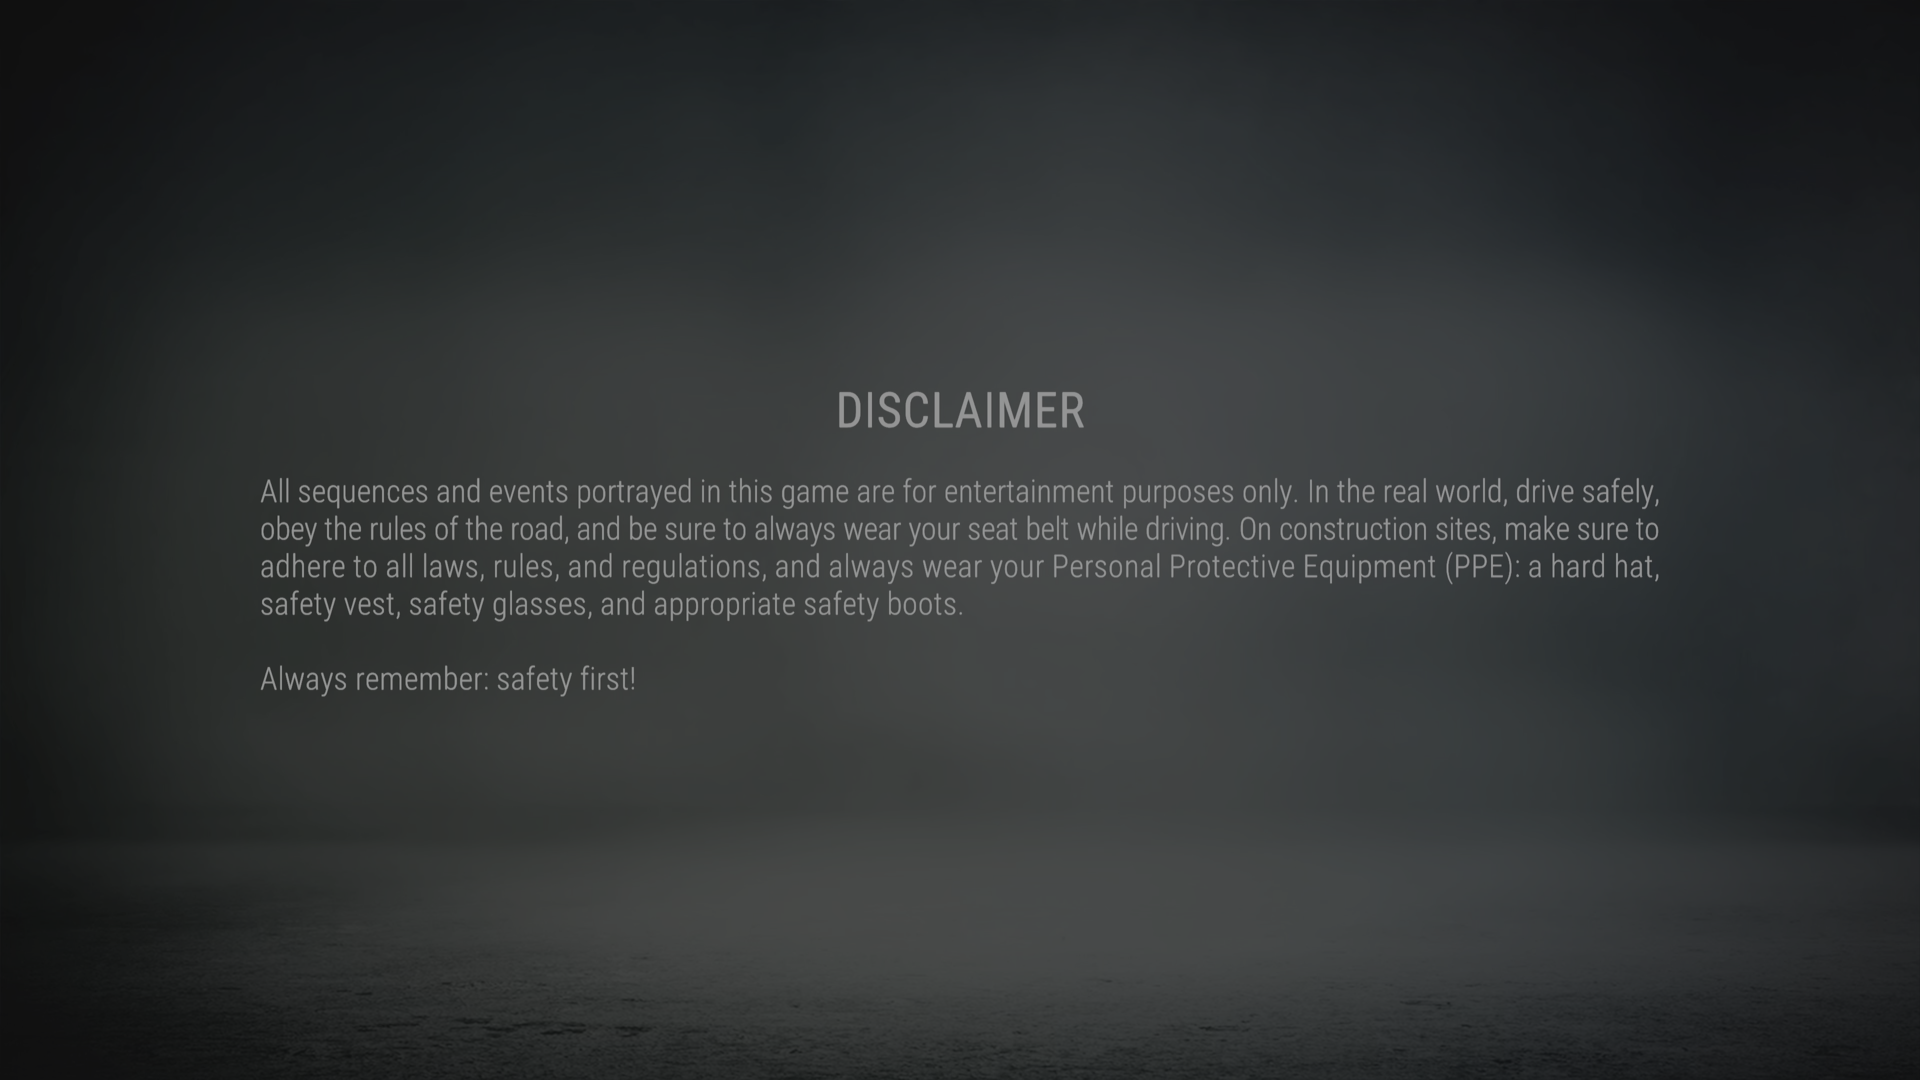 DISCLAIMER
All sequences and events portrayed in this game are for entertainment purposes only. In the real world, drive safely,
obey the rules of the road, and be sure to always wear your seat belt while driving. On construction sites, make sure to
adhere to all laws, rules, and regulations, and always wear your Personal Protective Equipment (PPE): a hard hat,
safety vest, safety glasses, and appropriate safety boots.
Always remember: safety first!